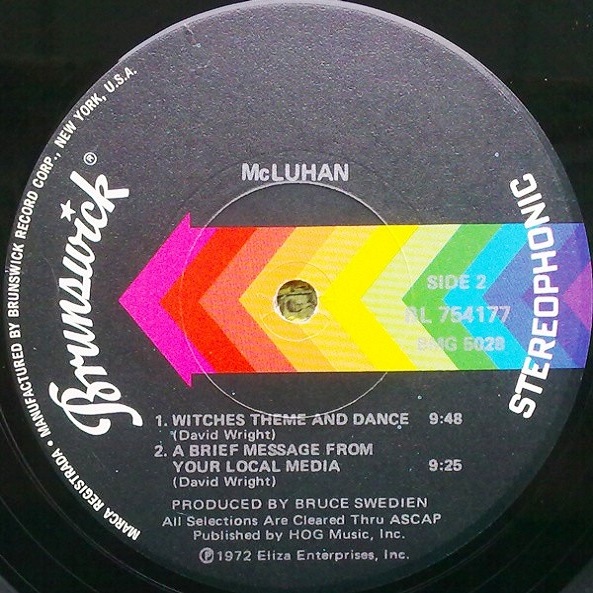 McLUHAN
MARCA REGISTRADA • MANUFACTURED BY BRUNSWICK RECORD CORP., NEW YORK, U.S.A.
Brunswick®
STEREOPHONIC
SIDE 2
BL 754177
BMG 5028
1. WITCHES THEME AND DANCE 9:48
(David Wright)
2. A BRIEF MESSAGE FROM
YOUR LOCAL MEDIA 9:25
(David Wright)
PRODUCED BY BRUCE SWEDIEN
All Selections Are Cleared Thru ASCAP
Published by HOG Music, Inc.
℗1972 Eliza Enterprises, Inc.